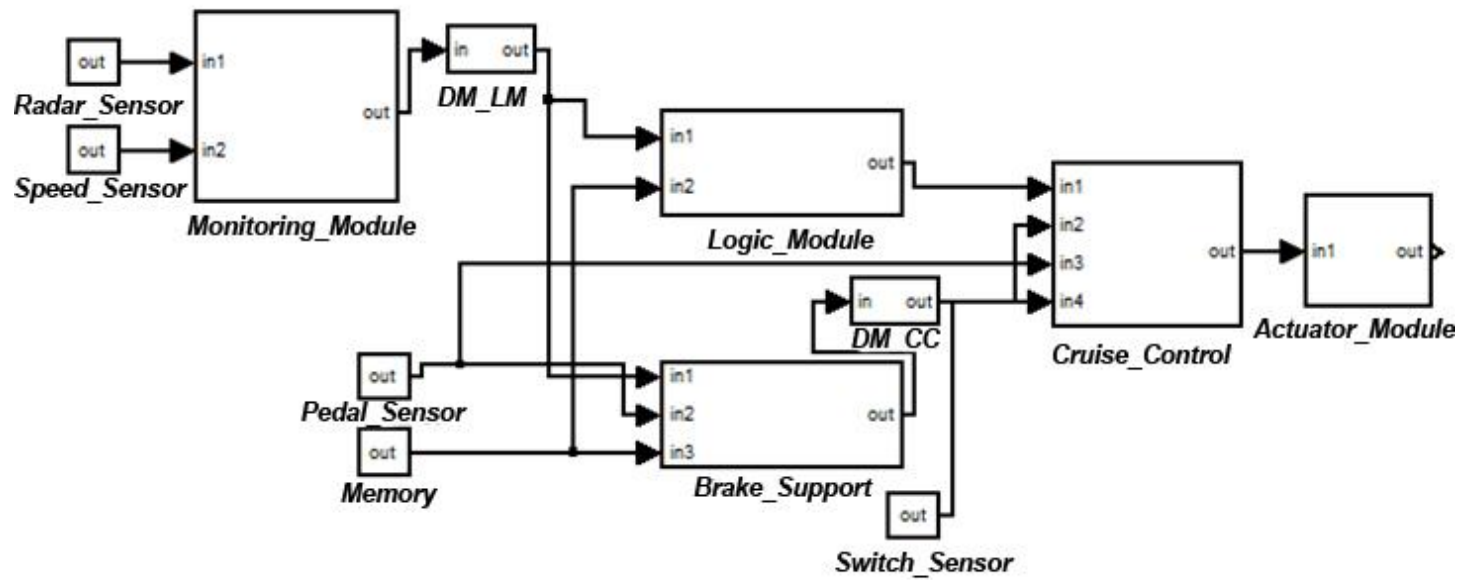 out
Radar_Sensor
out
Speed_Sensor
in1
in2
out
Monitoring_Module
in
out
DM_LM
in1
in2
out
Logic_Module
in
out
DM_CC
in1
in2
in3
in4
out
Cruise_Control
in1
out
Actuator_Module
out
Pedal_Sensor
out
Memory
in1
in2
in3
out
Brake_Support
out
Switch_Sensor